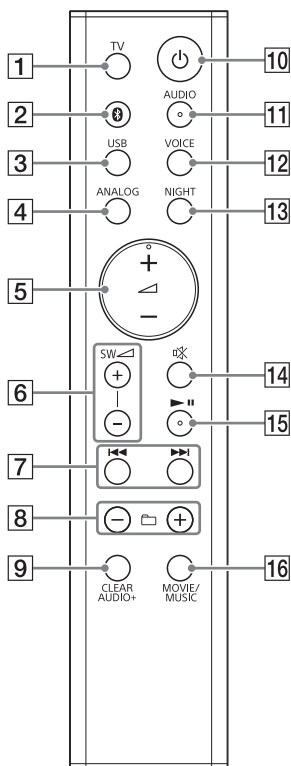 TV
1
10
AUDIO
2
11
USB
VOICE
3
12
ANALOG
NIGHT
4
13
+
5
−
SW
+
14
6
−
15
7
8
−
+
9
16
CLEAR
AUDIO+
MOVIE/
MUSIC